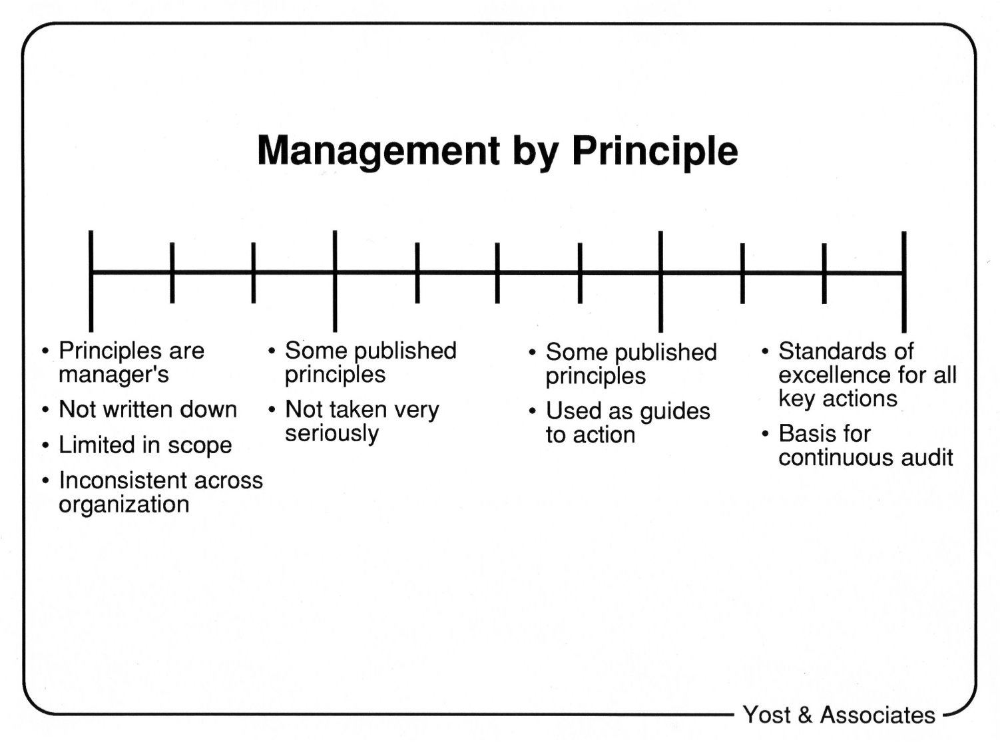 Management by Principle
• Principles are
manager's
• Not written down
• Limited in scope
• Inconsistent across
organization
• Some published
principles
• Not taken very
seriously
• Some published
principles
• Used as guides
to action
• Standards of
excellence for all
key actions
• Basis for
continuous audit
Yost & Associates